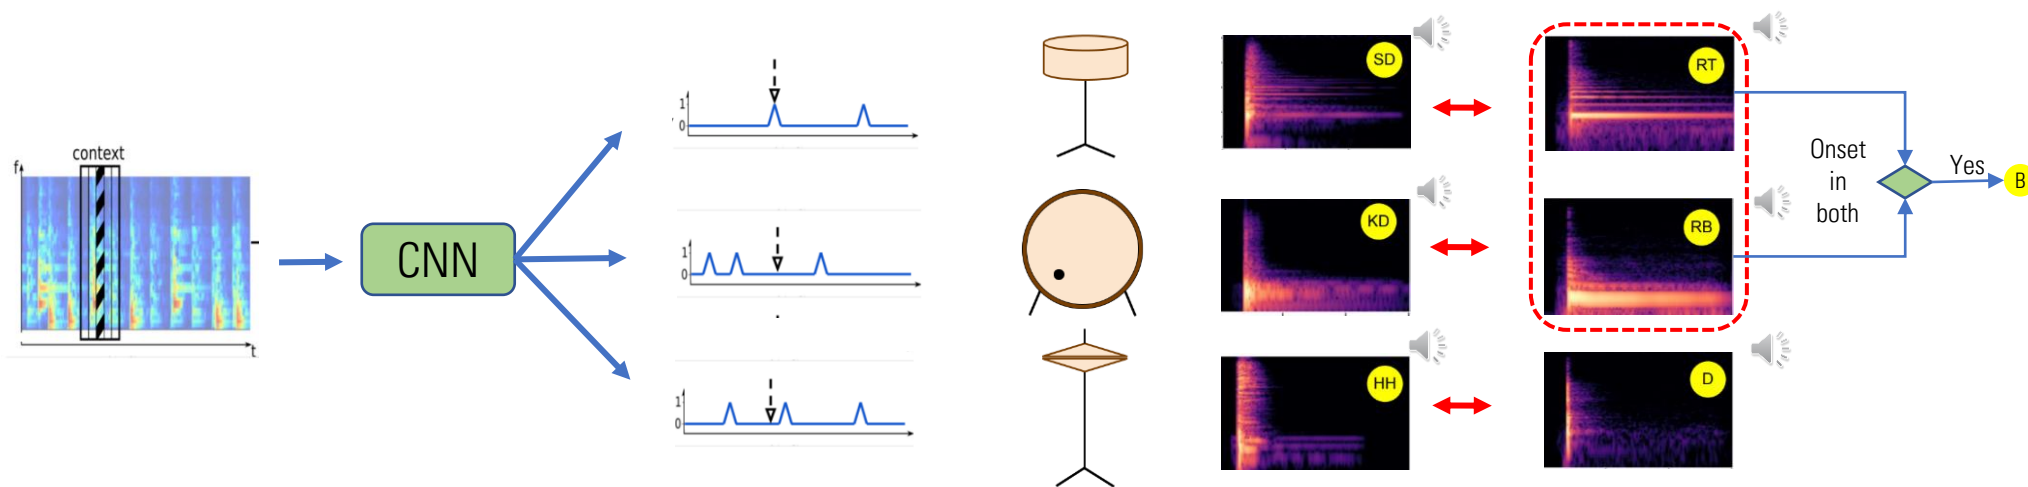 context
f
t
CNN
1
0
1
0
1
0
SD
RT
KD
RB
HH
D
Onset
in
both
Yes
B